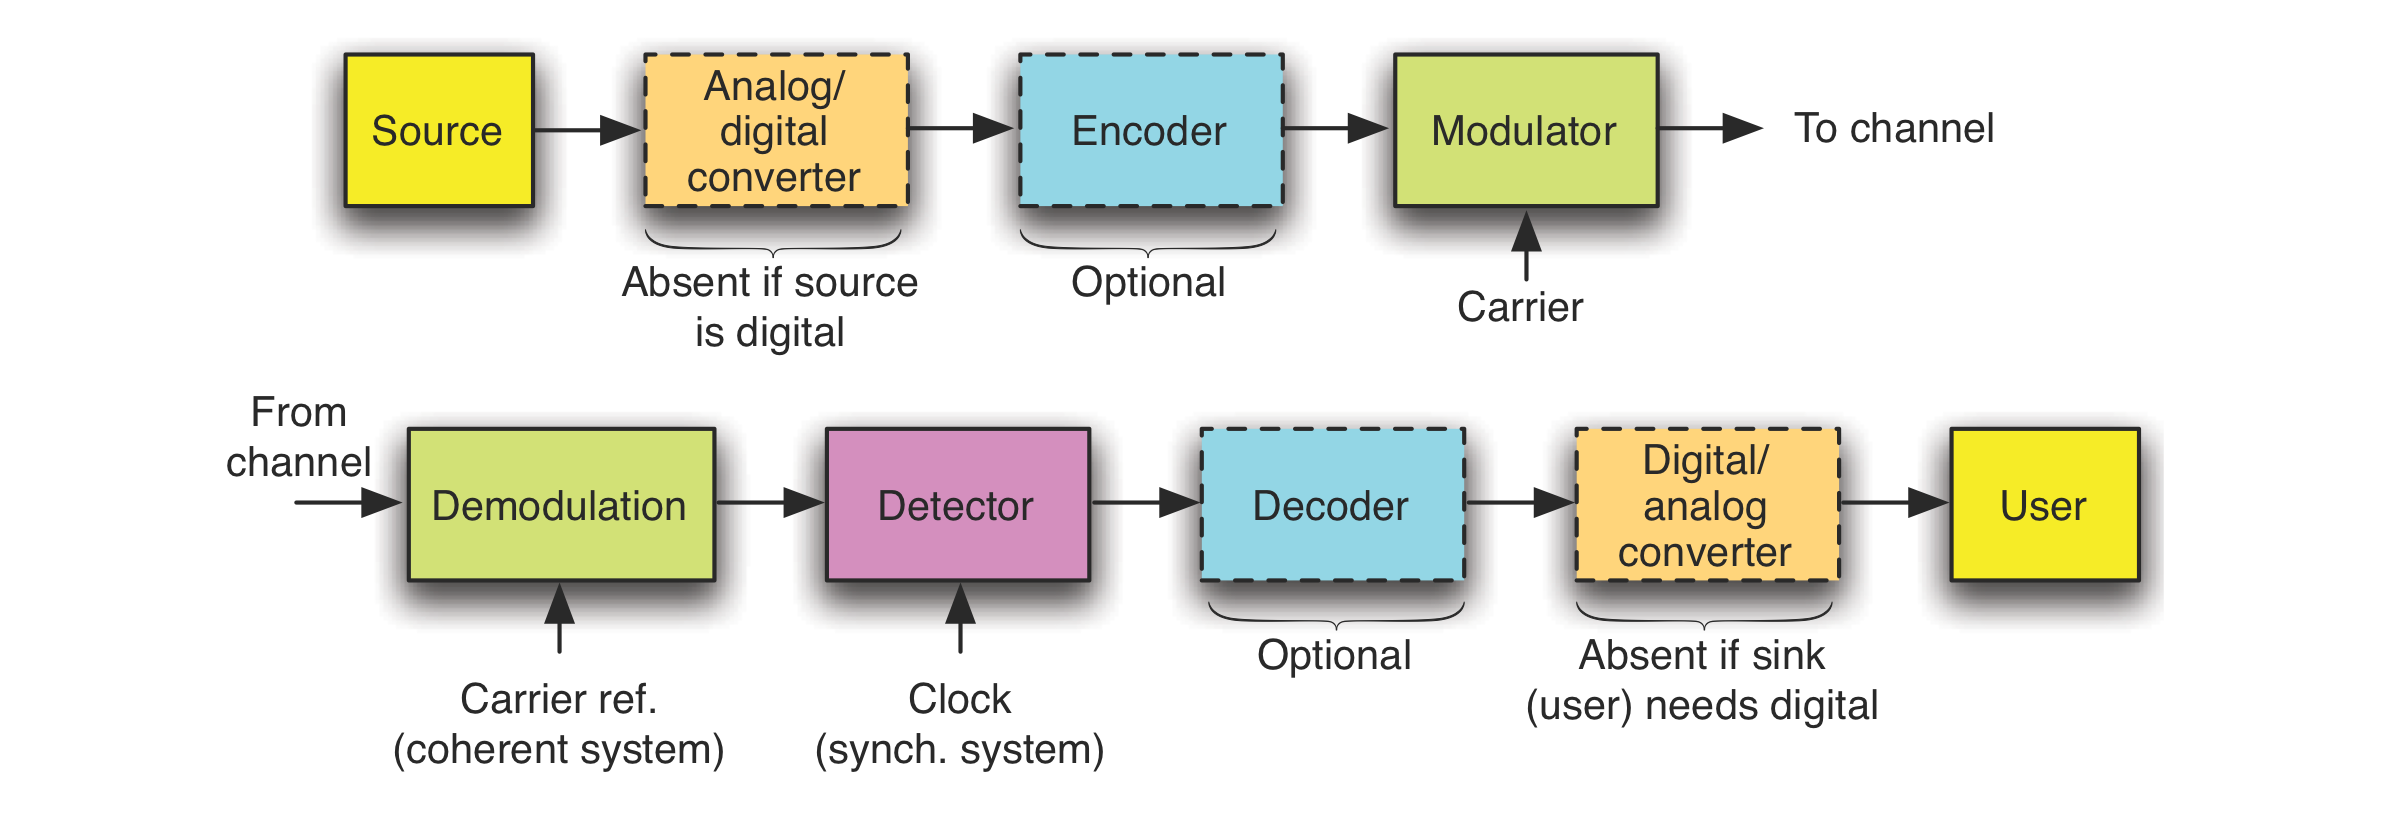 Source
Analog/
digital
converter
Encoder
Modulator
To channel
Absent if source
is digital
Optional
Carrier
From
channel
Demodulation
Detector
Decoder
Digital/
analog
converter
User
Carrier ref.
(coherent system)
Clock
(synch. system)
Optional
Absent if sink
(user) needs digital